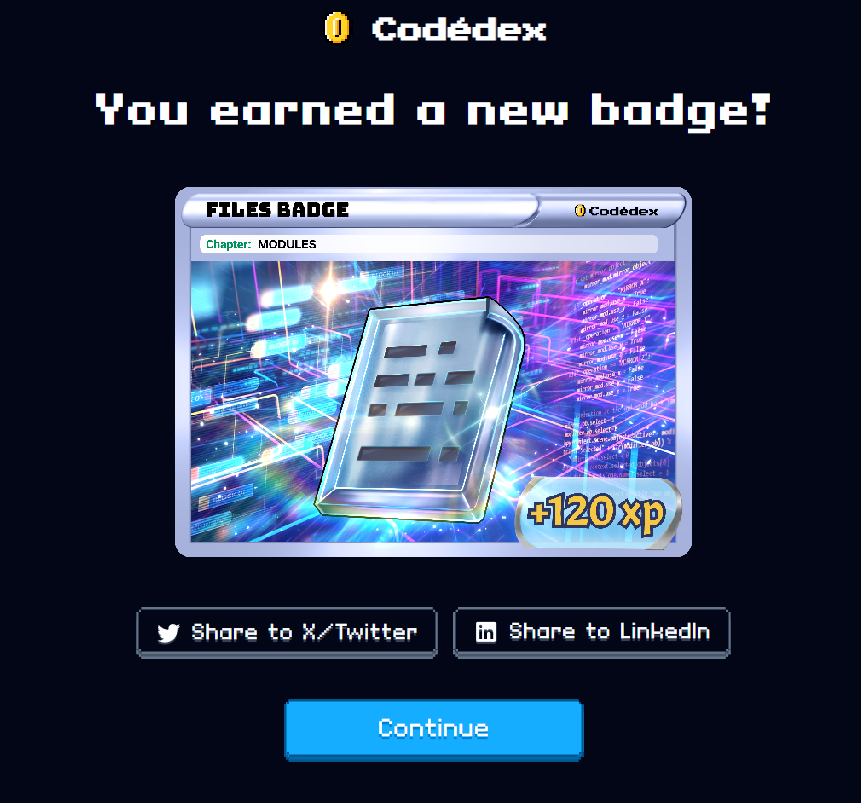 Codédex
You earned a new badge!
FILES BADGE
Codédex
Chapter: MODULES
+120 xp
Share to X/Twitter
in Share to LinkedIn
Continue